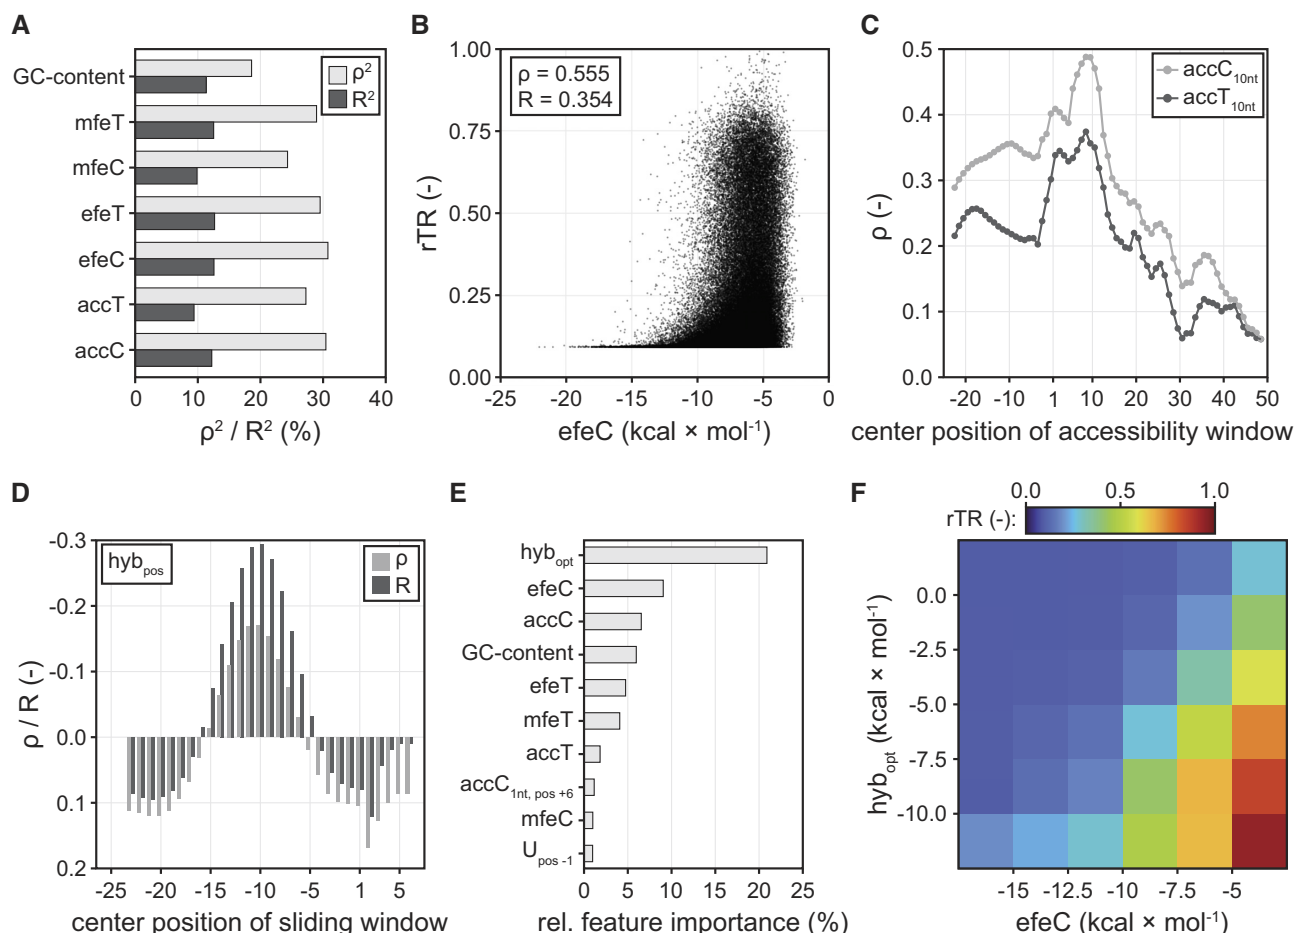 A
GC-content
mfeT
mfeC
efeT
efeC
accT
accC
ρ²
R²
0 10 20 30 40
ρ² / R² (%)
B
ρ = 0.555
R = 0.354
1.00
0.75
0.50
0.25
0.00
rTR (-)
-25 -20 -15 -10 -5 0
efeC (kcal × mol⁻¹)
C
accC10nt
accT10nt
0.5
0.4
0.3
0.2
0.1
0.0
ρ (-)
-20 -10 1 10 20 30 40 50
center position of accessibility window
D
hybpos
ρ
R
-0.3
-0.2
-0.1
0.0
0.1
0.2
ρ / R (-)
-25 -20 -15 -10 -5 1 5
center position of sliding window
E
hybopt
efeC
accC
GC-content
efeT
mfeT
accT
accC1nt, pos +6
mfeC
Upos -1
0 5 10 15 20 25
rel. feature importance (%)
F
0.0 0.5 1.0
rTR (-):
0.0
-2.5
-5.0
-7.5
-10.0
hybopt (kcal × mol⁻¹)
-15 -12.5 -10 -7.5 -5
efeC (kcal × mol⁻¹)